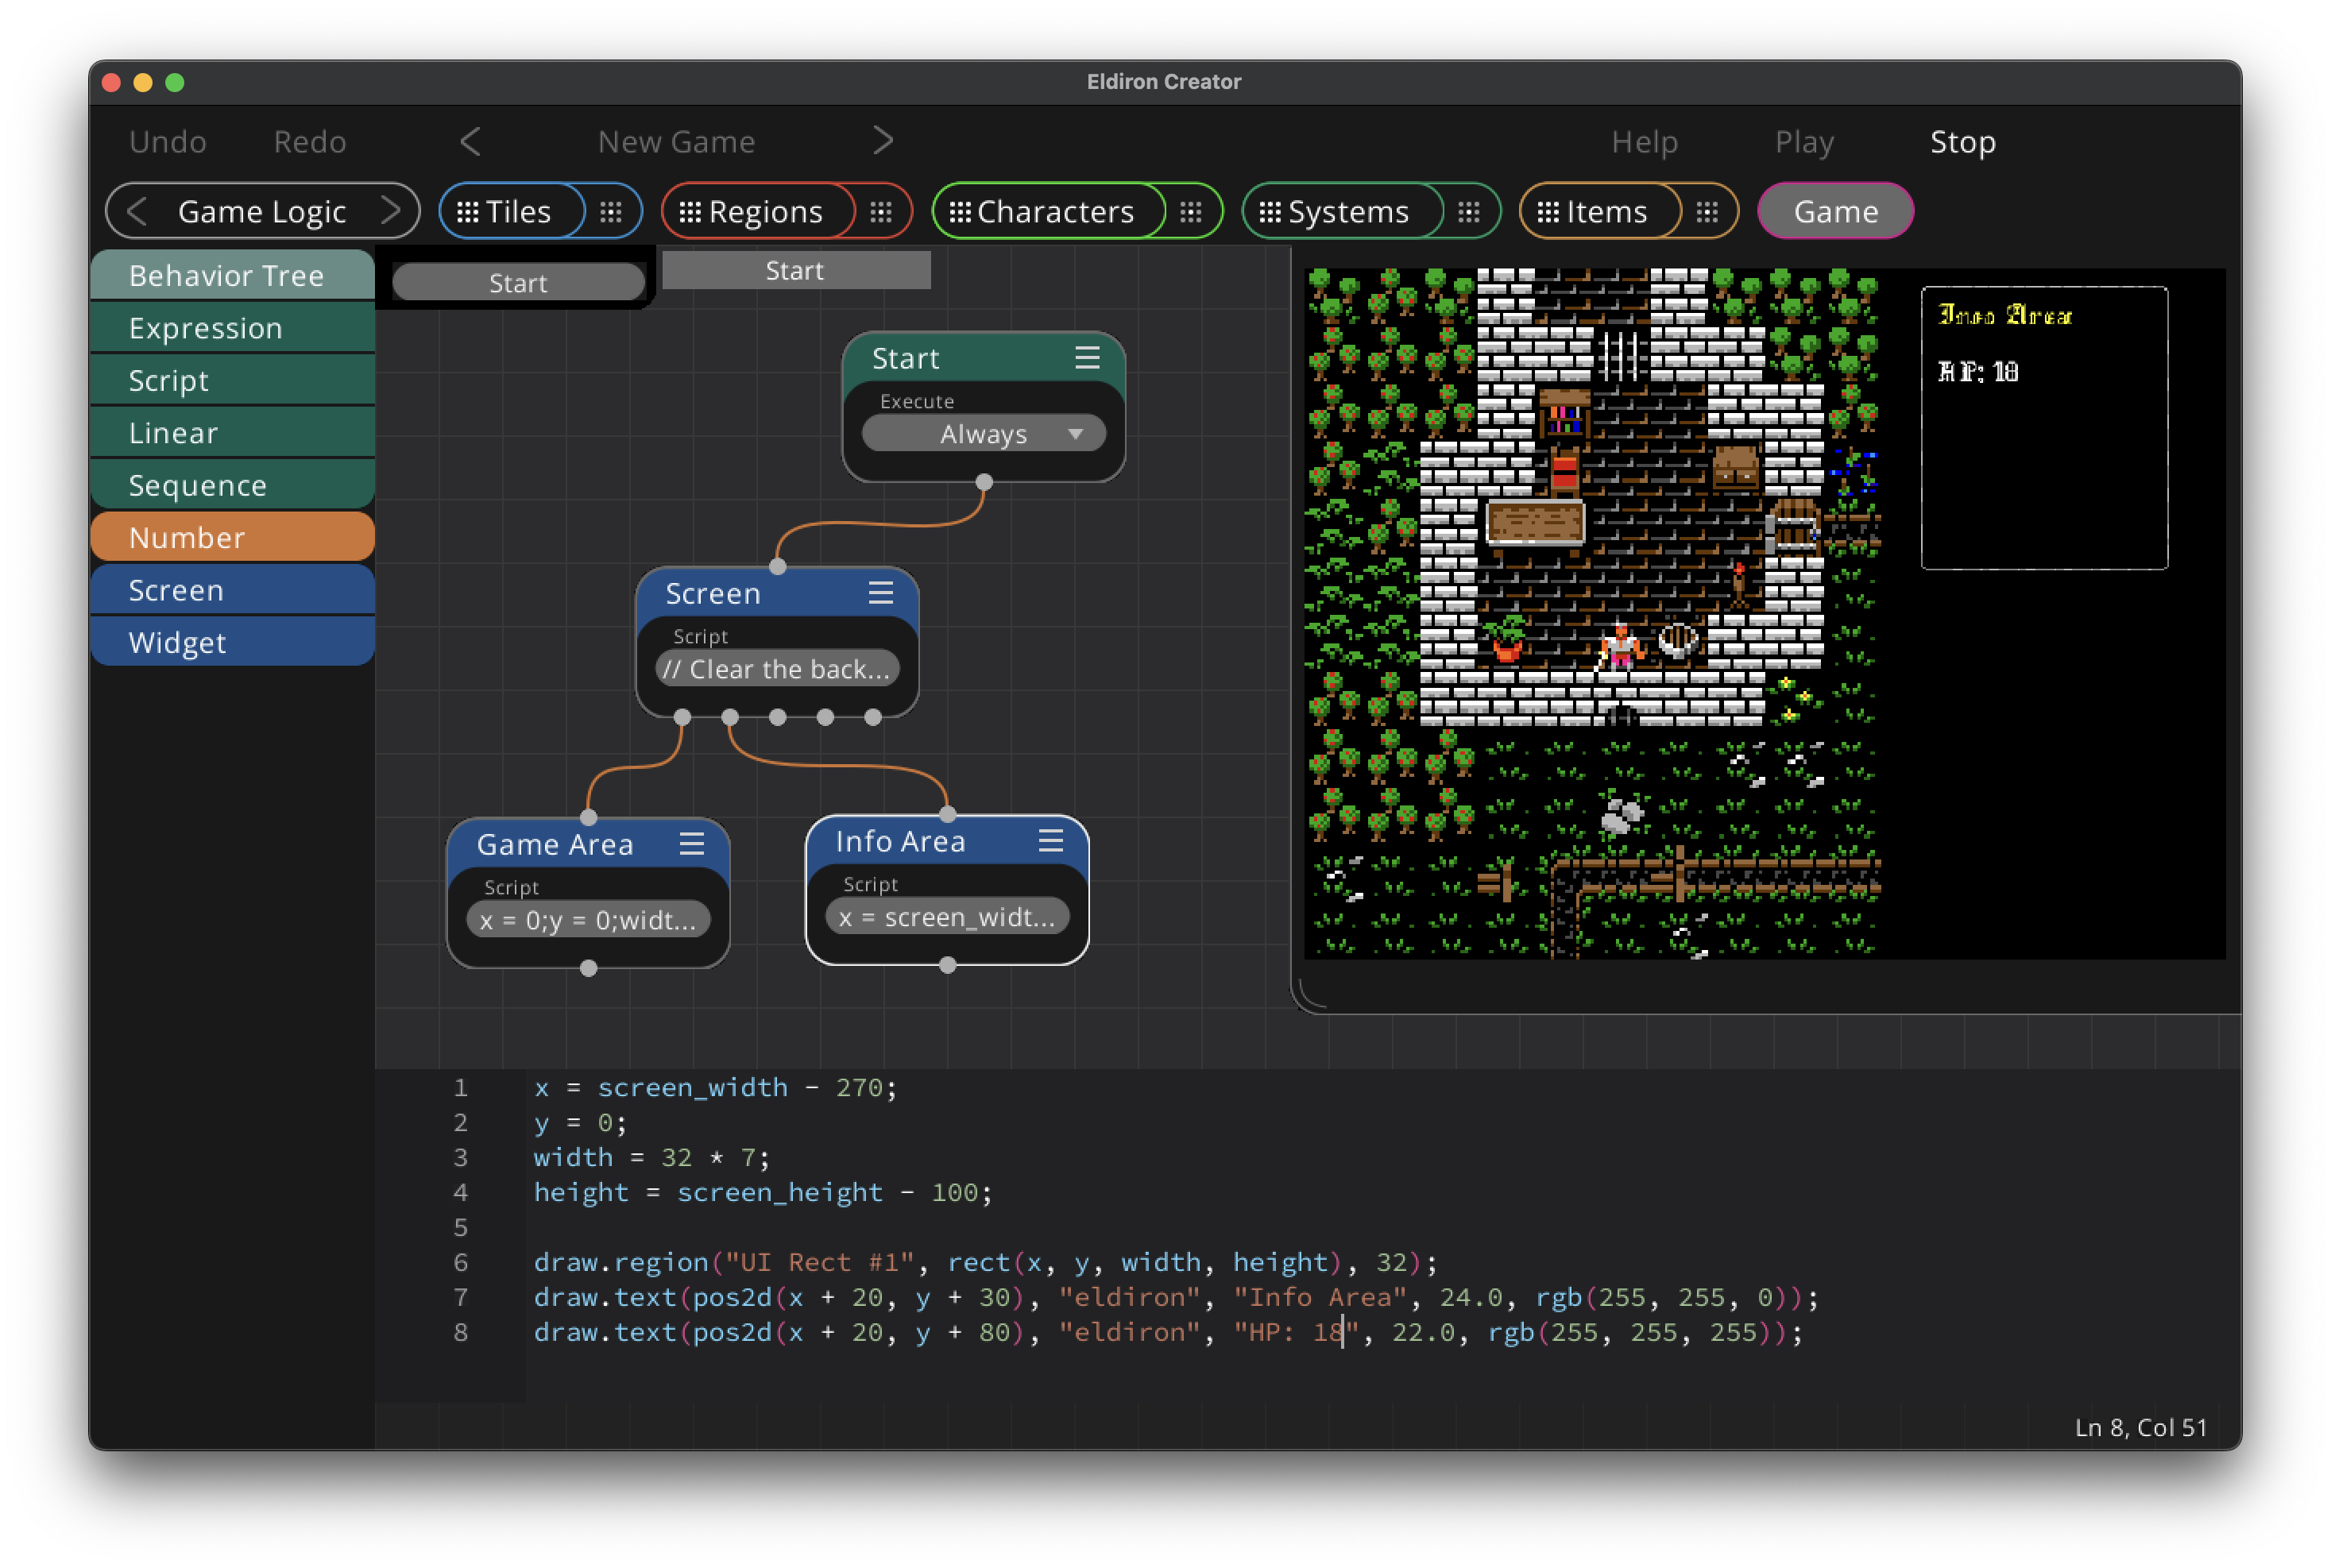 Eldiron Creator
Undo Redo < New Game > Help Play Stop
< Game Logic > Tiles Regions Characters Systems Items Game
Behavior Tree
Expression
Script
Linear
Sequence
Number
Screen
Widget
Start
Start
Start
Execute
Always
Screen
Script
// Clear the back...
Game Area
Script
x = 0;y = 0;widt...
Info Area
Script
x = screen_widt...
Info Area
HP: 18
1 x = screen_width - 270;
2 y = 0;
3 width = 32 * 7;
4 height = screen_height - 100;
5
6 draw.region("UI Rect #1", rect(x, y, width, height), 32);
7 draw.text(pos2d(x + 20, y + 30), "eldiron", "Info Area", 24.0, rgb(255, 255, 0));
8 draw.text(pos2d(x + 20, y + 80), "eldiron", "HP: 18", 22.0, rgb(255, 255, 255));
Ln 8, Col 51